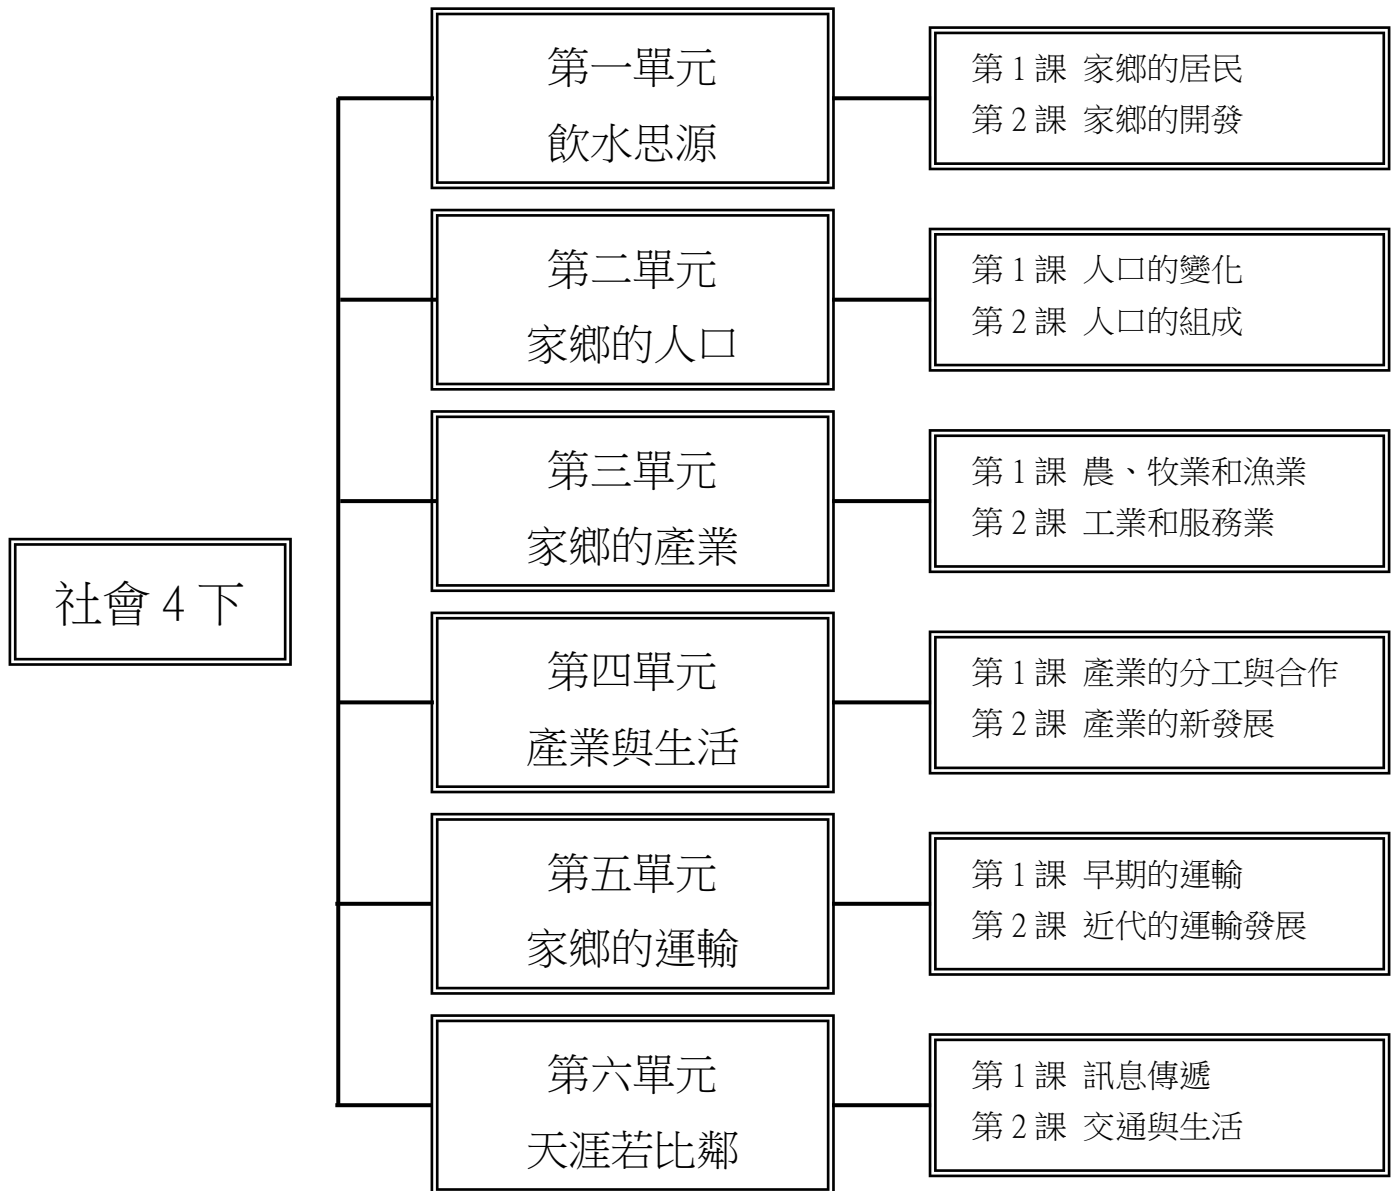 社會4下
第一單元
飲水思源
第1課 家鄉的居民
第2課 家鄉的開發
第二單元
家鄉的人口
第1課 人口的變化
第2課 人口的組成
第三單元
家鄉的產業
第1課 農、牧業和漁業
第2課 工業和服務業
第四單元
產業與生活
第1課 產業的分工與合作
第2課 產業的新發展
第五單元
家鄉的運輸
第1課 早期的運輸
第2課 近代的運輸發展
第六單元
天涯若比鄰
第1課 訊息傳遞
第2課 交通與生活